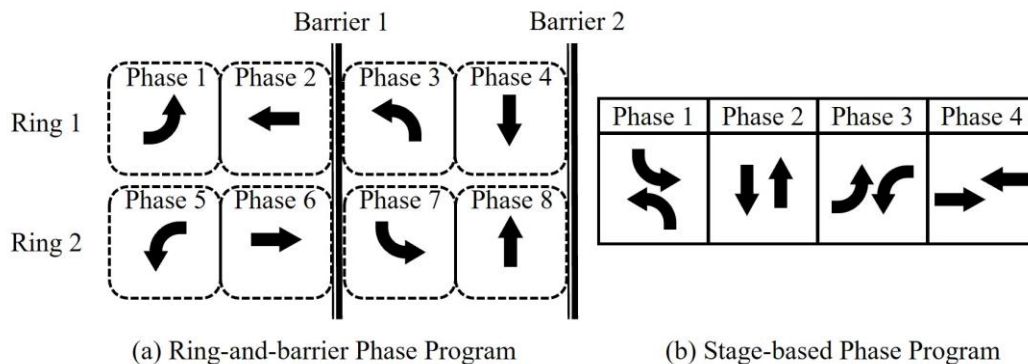 Barrier 1 Barrier 2
Ring 1
Phase 1 Phase 2 Phase 3 Phase 4
Ring 2
Phase 5 Phase 6 Phase 7 Phase 8
(a) Ring-and-barrier Phase Program
Phase 1 Phase 2 Phase 3 Phase 4
(b) Stage-based Phase Program